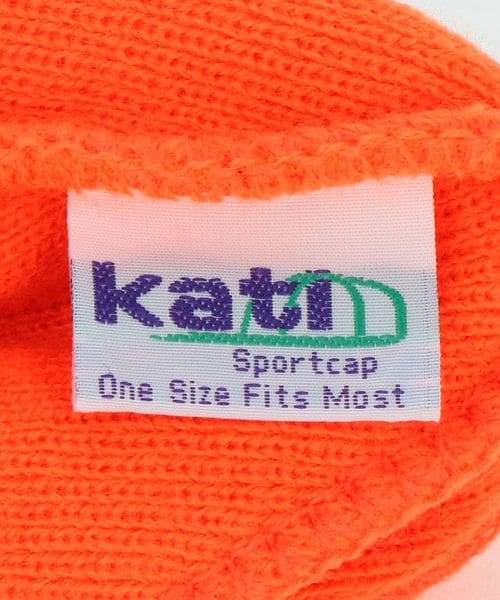 kati
Sportcap
One Size Fits Most